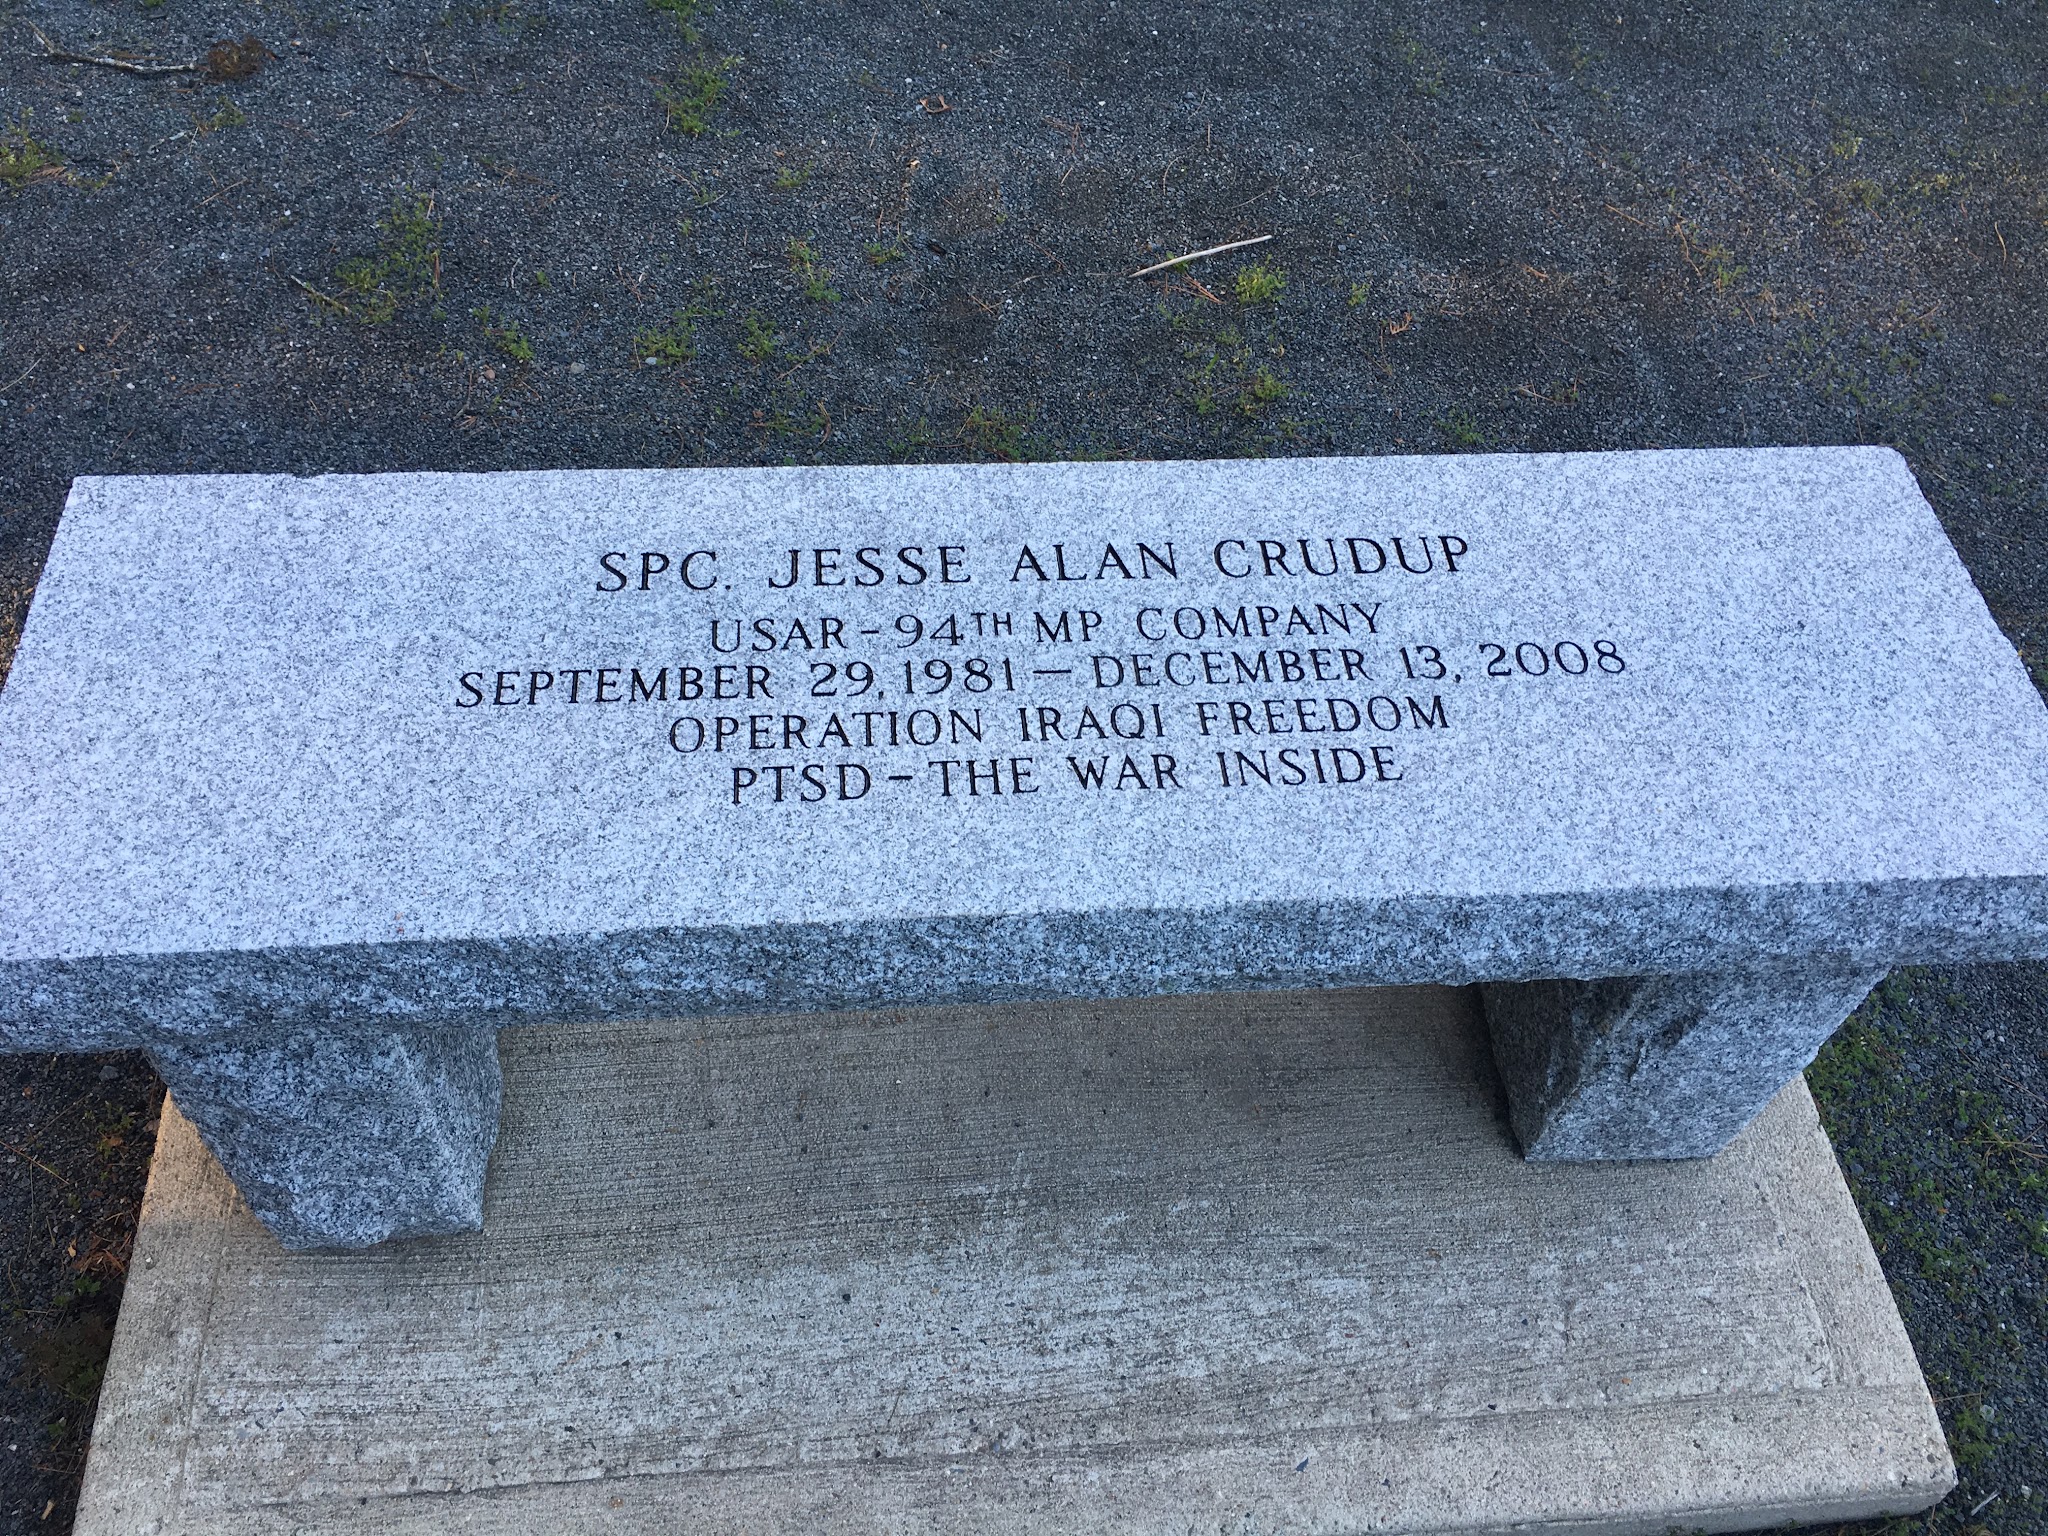 SPC. JESSE ALAN CRUDUP
USAR - 94TH MP COMPANY
SEPTEMBER 29, 1981 — DECEMBER 13, 2008
OPERATION IRAQI FREEDOM
PTSD - THE WAR INSIDE